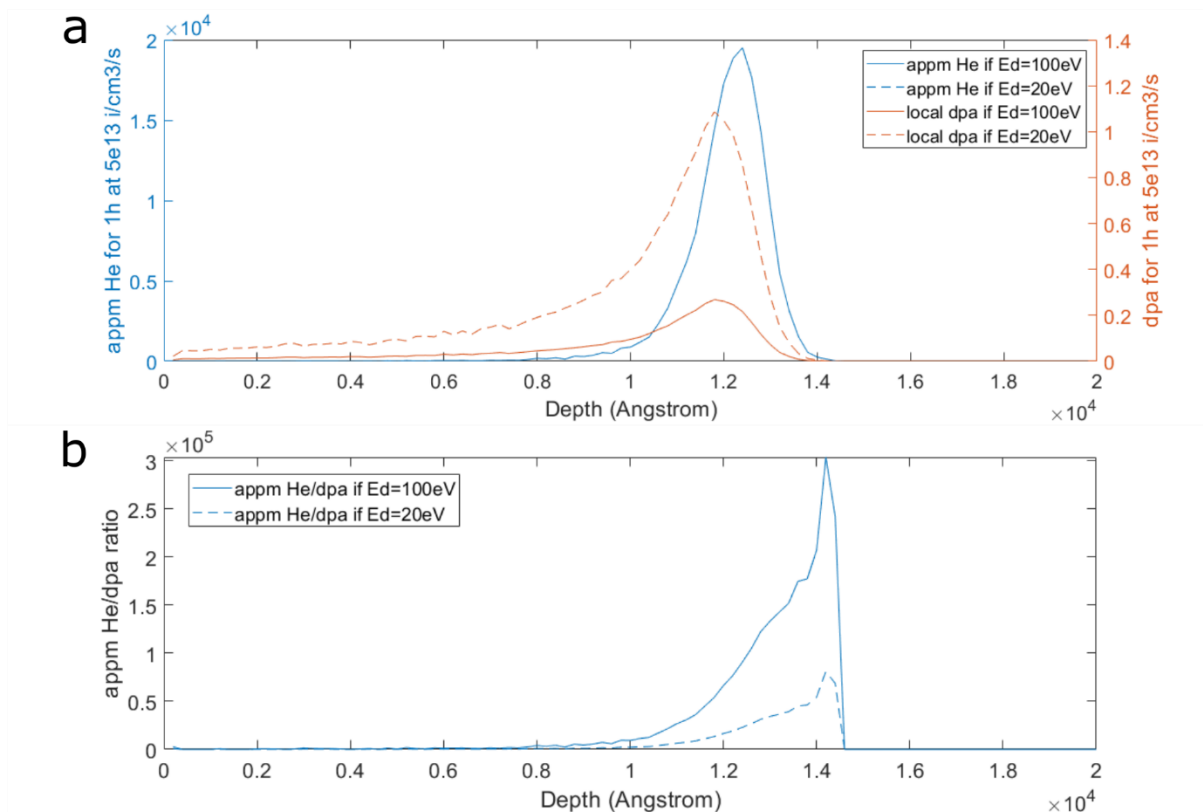 a
×10⁴
2
1.5
1
0.5
0
appm He for 1h at 5e13 i/cm3/s
1.4
1.2
1
0.8
0.6
0.4
0.2
0
dpa for 1h at 5e13 i/cm3/s
appm He if Ed=100eV
appm He if Ed=20eV
local dpa if Ed=100eV
local dpa if Ed=20eV
0 0.2 0.4 0.6 0.8 1 1.2 1.4 1.6 1.8 2
Depth (Angstrom)
×10⁴
b
×10⁵
3
2.5
2
1.5
1
0.5
0
appm He/dpa ratio
appm He/dpa if Ed=100eV
appm He/dpa if Ed=20eV
0 0.2 0.4 0.6 0.8 1 1.2 1.4 1.6 1.8 2
Depth (Angstrom)
×10⁴